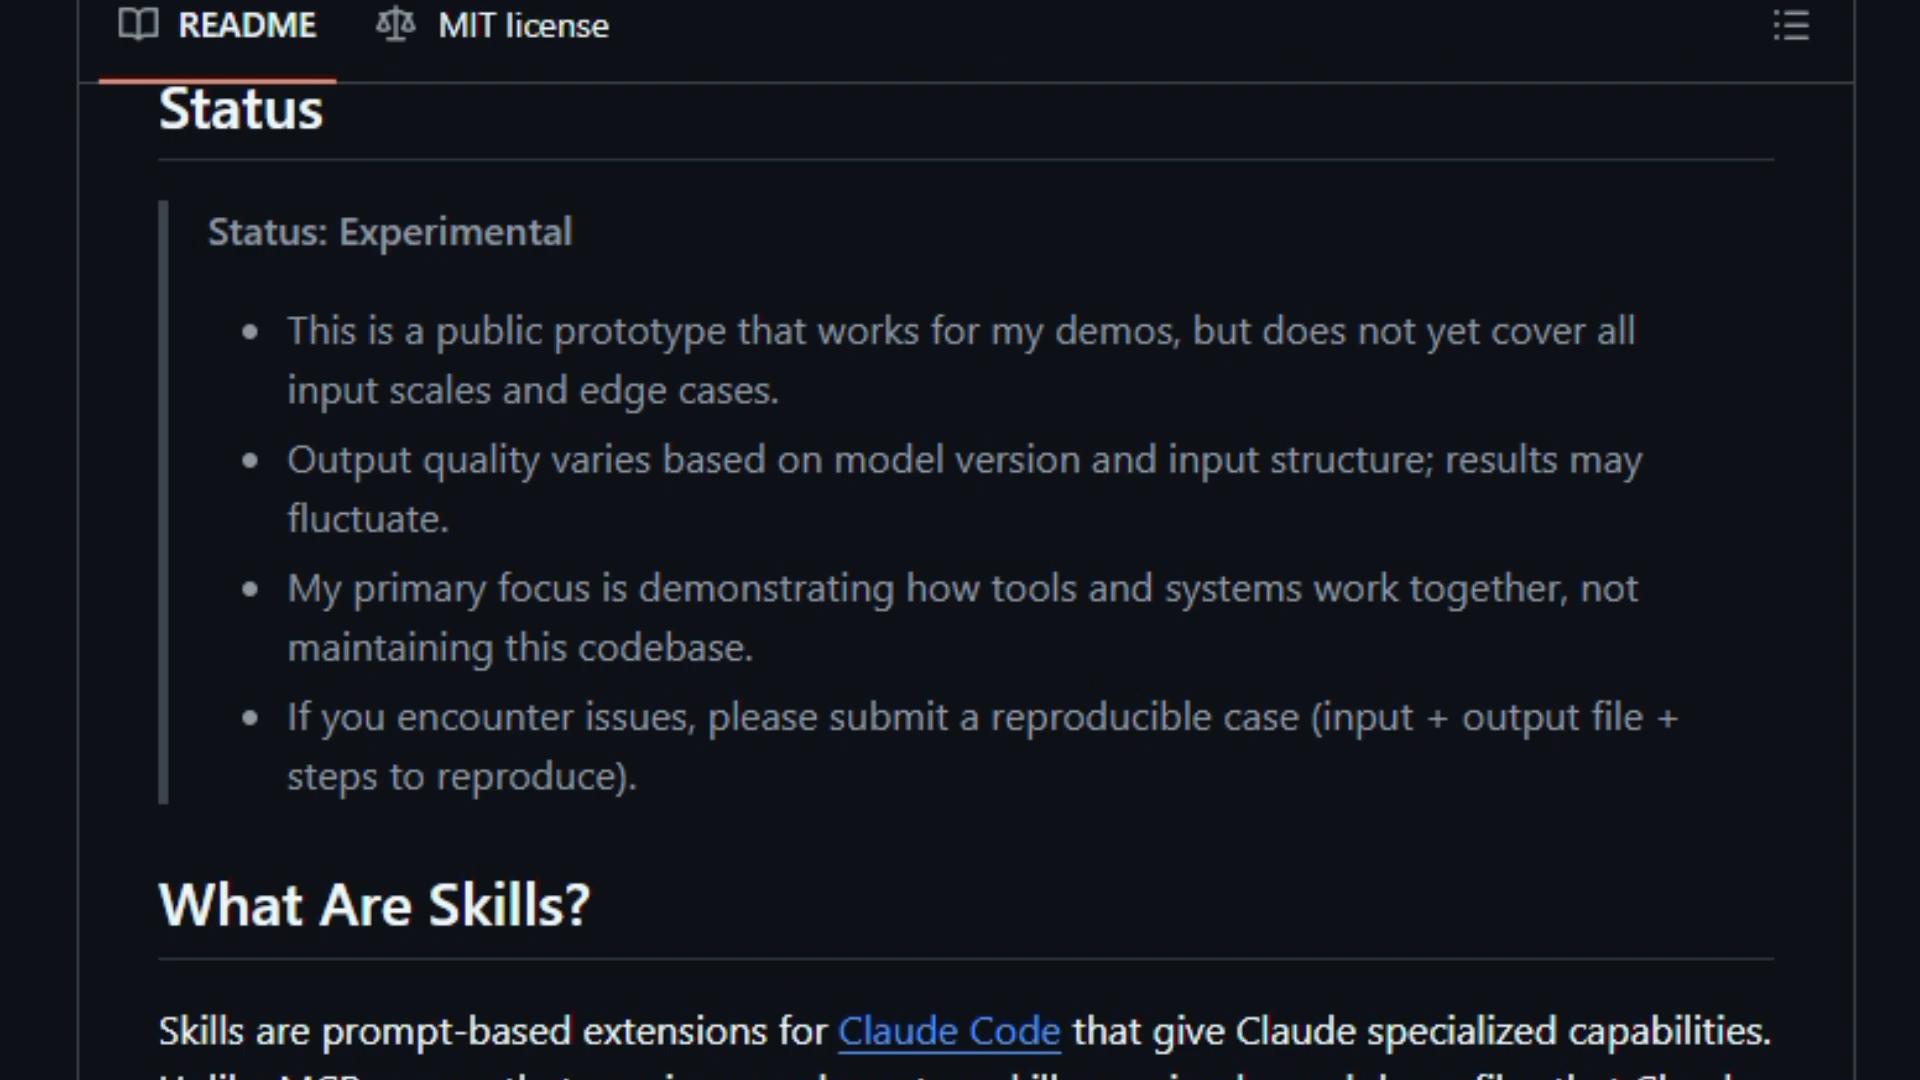 README
MIT license
Status
Status: Experimental
This is a public prototype that works for my demos, but does not yet cover all
input scales and edge cases.
Output quality varies based on model version and input structure; results may
fluctuate.
My primary focus is demonstrating how tools and systems work together, not
maintaining this codebase.
If you encounter issues, please submit a reproducible case (input + output file +
steps to reproduce).
What Are Skills?
Skills are prompt-based extensions for Claude Code that give Claude specialized capabilities.